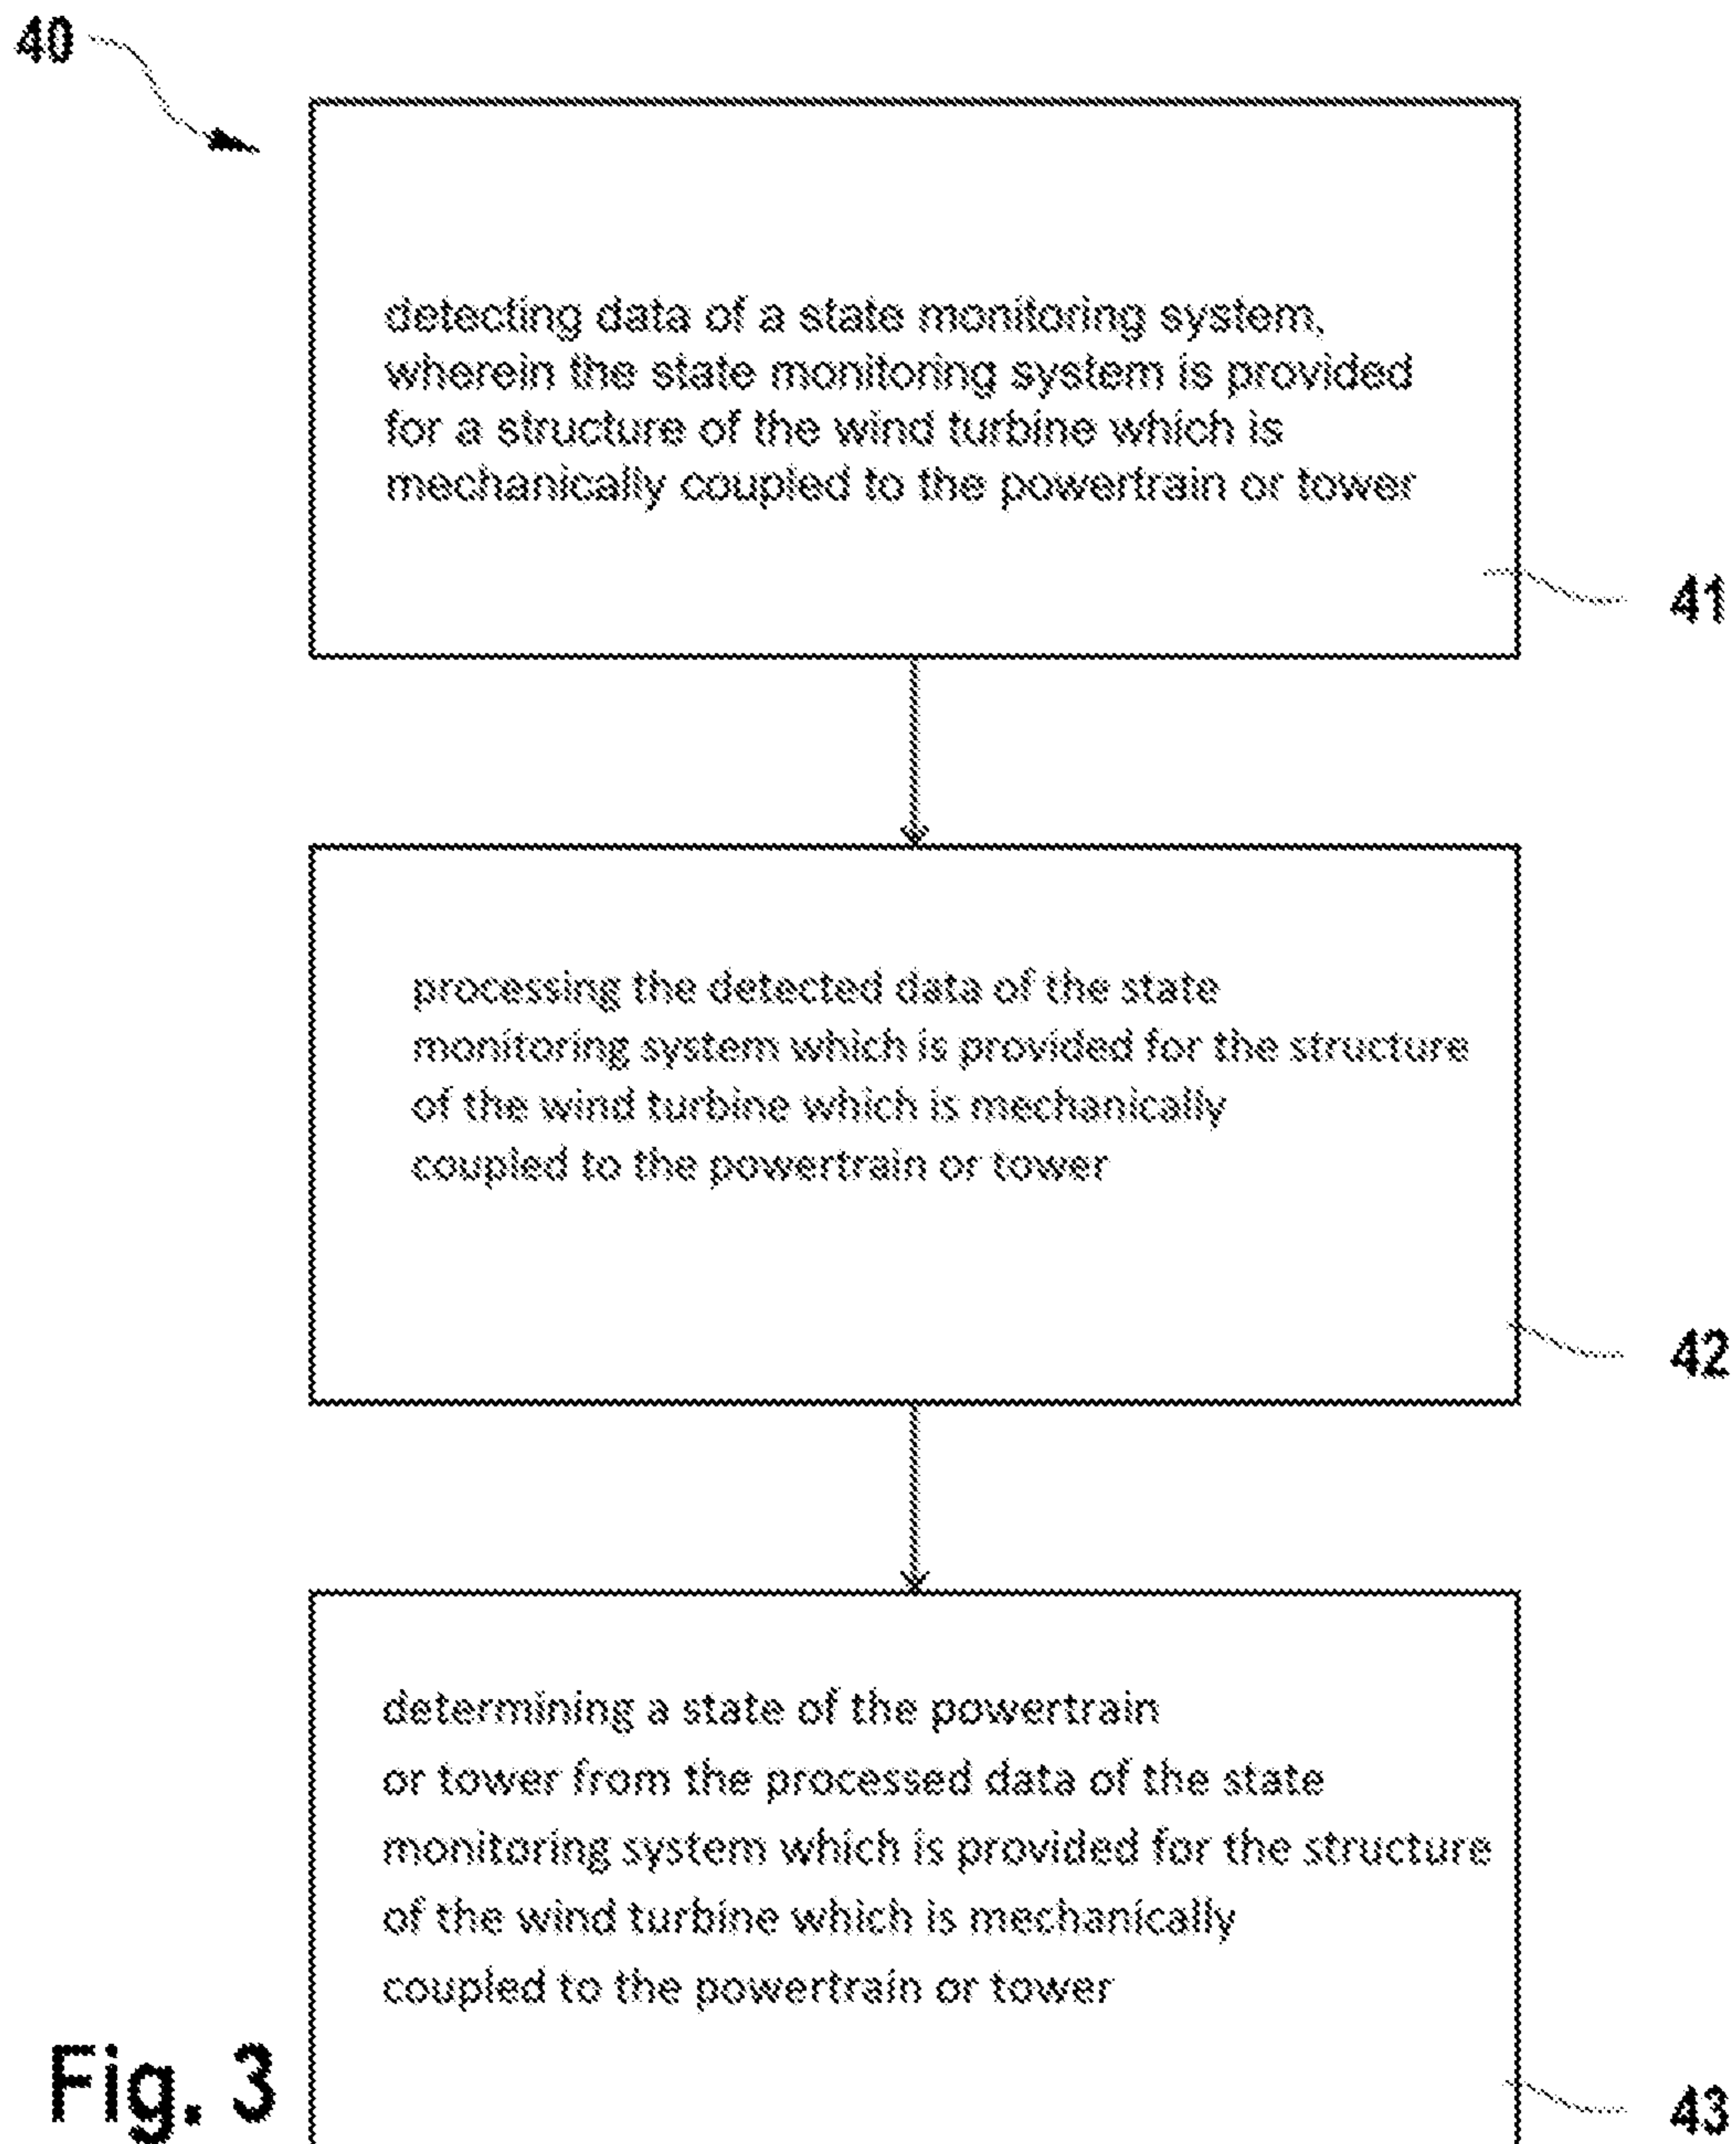 40
detecting data of a state monitoring system,
wherein the state monitoring system is provided
for a structure of the wind turbine which is
mechanically coupled to the powertrain or tower
41
processing the detected data of the state
monitoring system which is provided for the structure
of the wind turbine which is mechanically
coupled to the powertrain or tower
42
determining a state of the powertrain
or tower from the processed data of the state
monitoring system which is provided for the structure
of the wind turbine which is mechanically
coupled to the powertrain or tower
Fig. 3
43